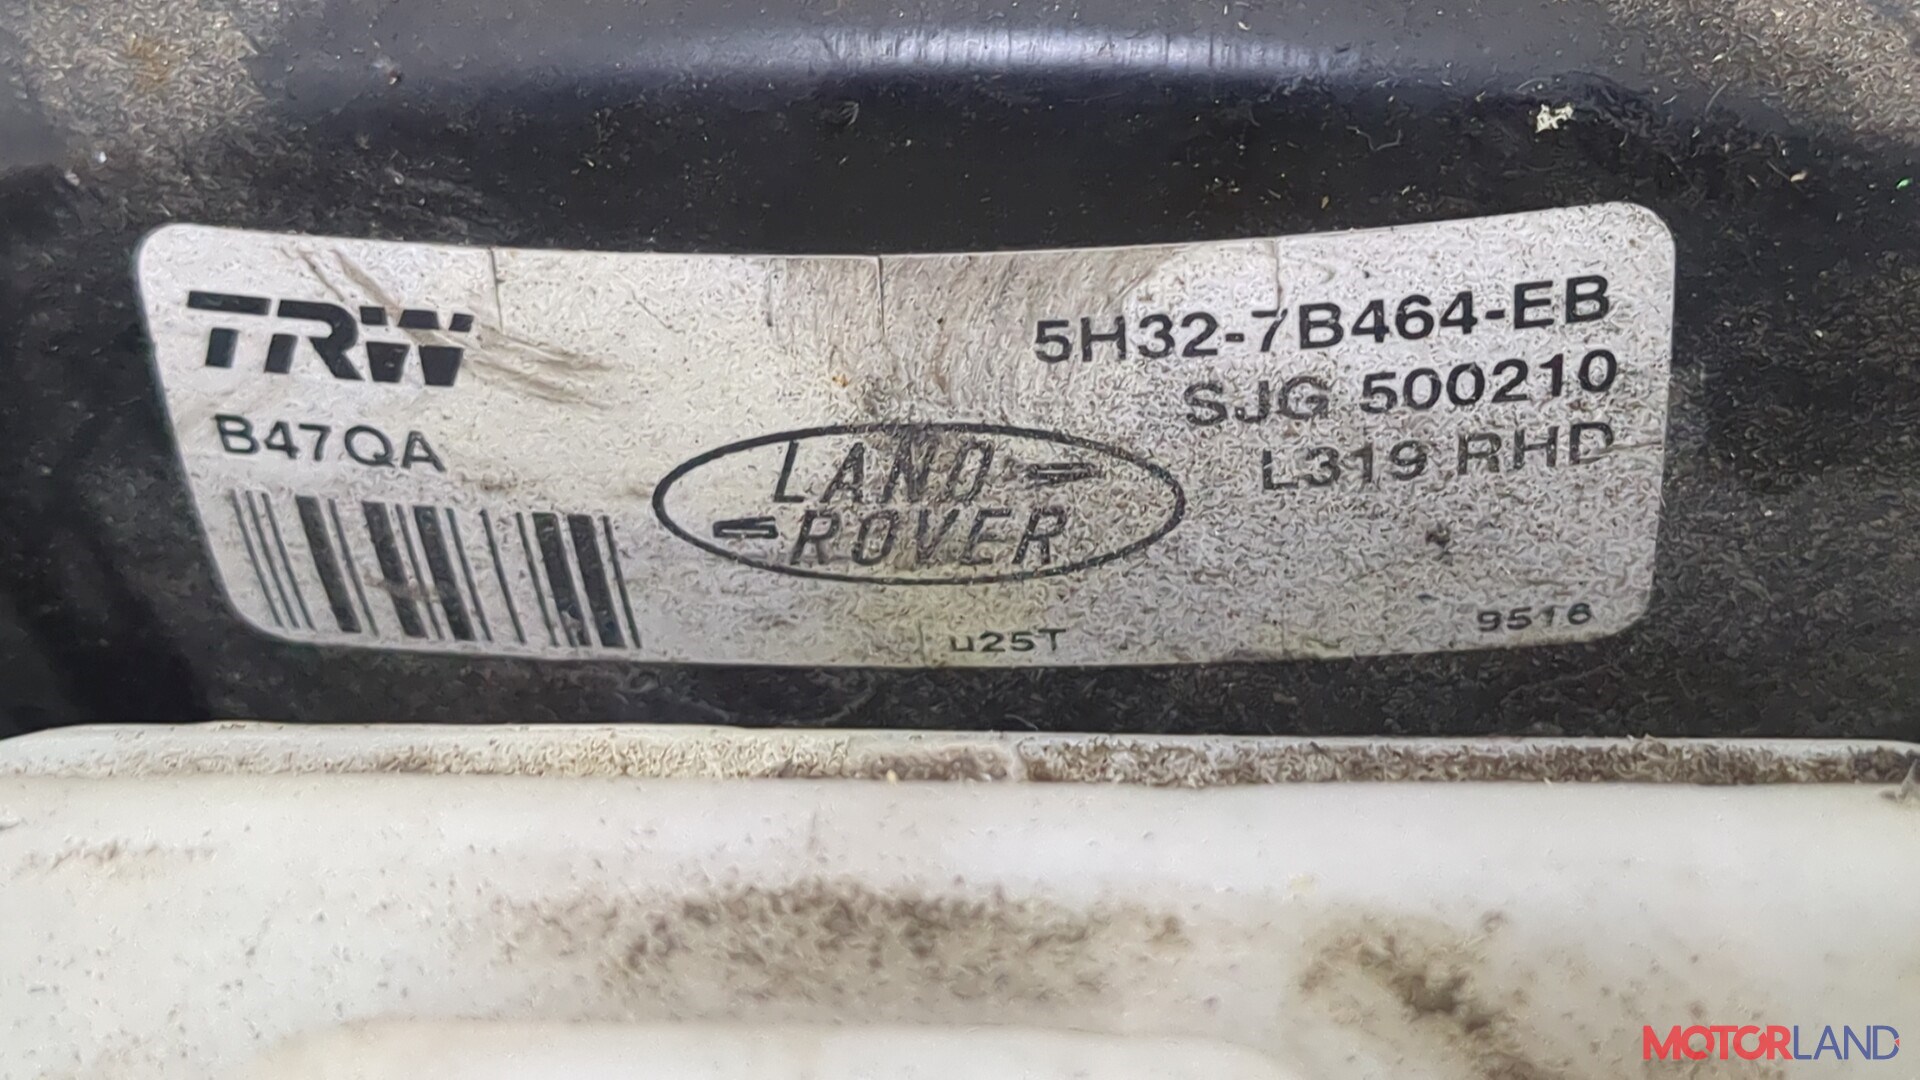 TRW
5H32-7B464-EB
SJG 500210
B47QA
L319 RHD
LAND
ROVER
u25T
9516
MOTORLAND